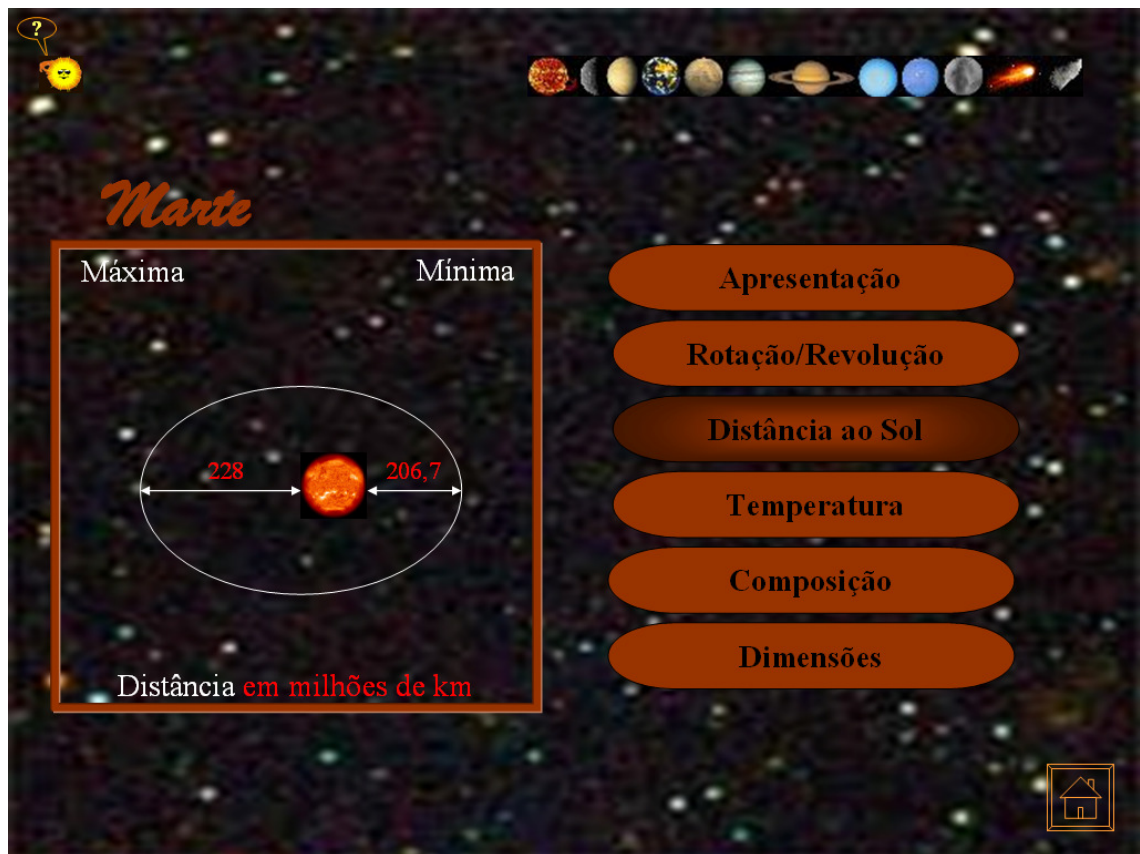 ?
Marte
Máxima
Mínima
228
206,7
Distância em milhões de km
Apresentação
Rotação/Revolução
Distância ao Sol
Temperatura
Composição
Dimensões